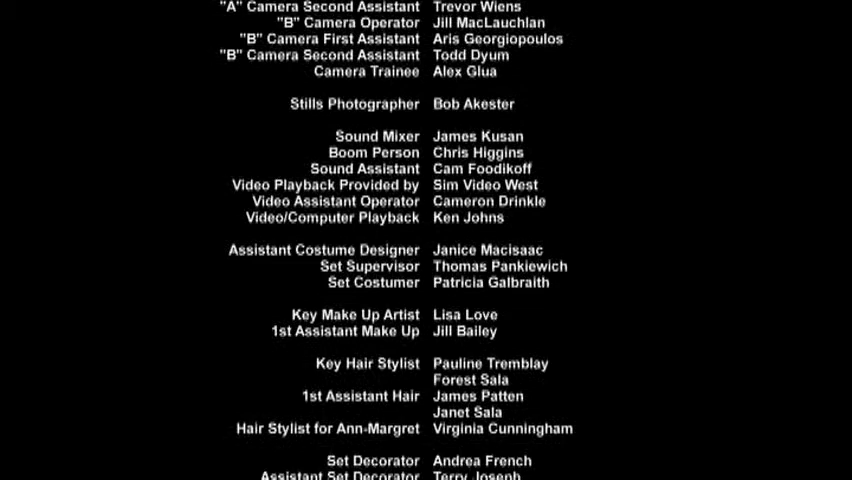 "A" Camera Second Assistant Trevor Wiens
"B" Camera Operator Jill MacLauchlan
"B" Camera First Assistant Aris Georgiopoulos
"B" Camera Second Assistant Todd Dyum
Camera Trainee Alex Glua
Stills Photographer Bob Akester
Sound Mixer James Kusan
Boom Person Chris Higgins
Sound Assistant Cam Foodikoff
Video Playback Provided by Sim Video West
Video Assistant Operator Cameron Drinkle
Video/Computer Playback Ken Johns
Assistant Costume Designer Janice Macisaac
Set Supervisor Thomas Pankiewich
Set Costumer Patricia Galbraith
Key Make Up Artist Lisa Love
1st Assistant Make Up Jill Bailey
Key Hair Stylist Pauline Tremblay
Forest Sala
1st Assistant Hair James Patten
Janet Sala
Hair Stylist for Ann-Margret Virginia Cunningham
Set Decorator Andrea French
Assistant Set Decorator Terry Joseph